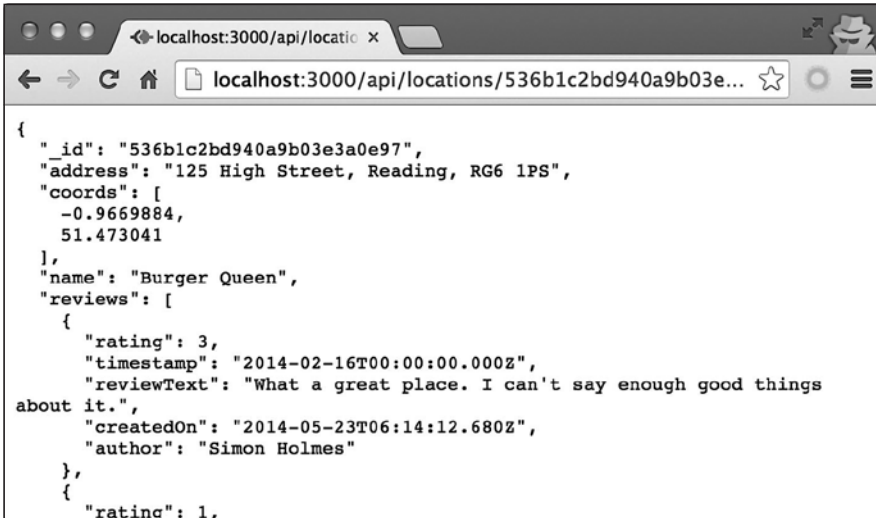 localhost:3000/api/locatio
localhost:3000/api/locations/536b1c2bd940a9b03e...
{
  "_id": "536b1c2bd940a9b03e3a0e97",
  "address": "125 High Street, Reading, RG6 1PS",
  "coords": [
    -0.9669884,
    51.473041
  ],
  "name": "Burger Queen",
  "reviews": [
    {
      "rating": 3,
      "timestamp": "2014-02-16T00:00:00.000Z",
      "reviewText": "What a great place. I can't say enough good things
about it.",
      "createdOn": "2014-05-23T06:14:12.680Z",
      "author": "Simon Holmes"
    },
    {
      "rating": 1,